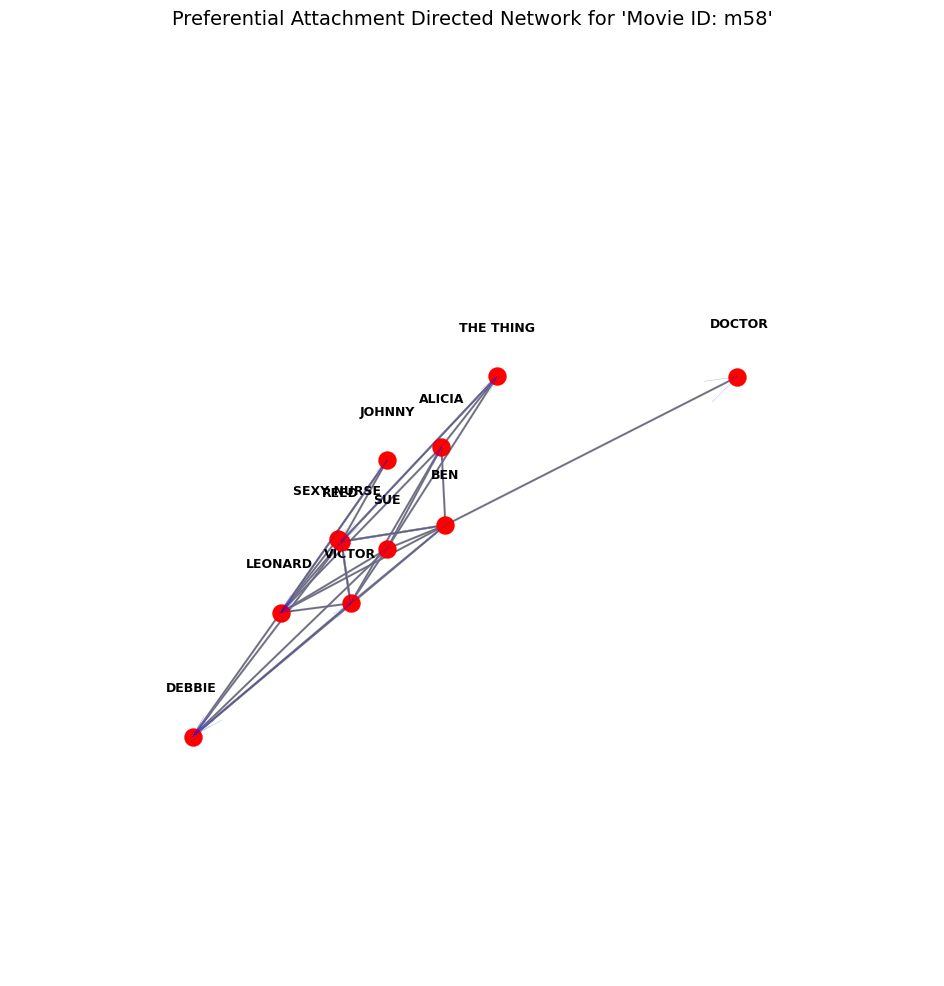 Preferential Attachment Directed Network for 'Movie ID: m58'
DOCTOR
THE THING
ALICIA
JOHNNY
BEN
SEXY NURSE
REED
SUE
VICTOR
LEONARD
DEBBIE